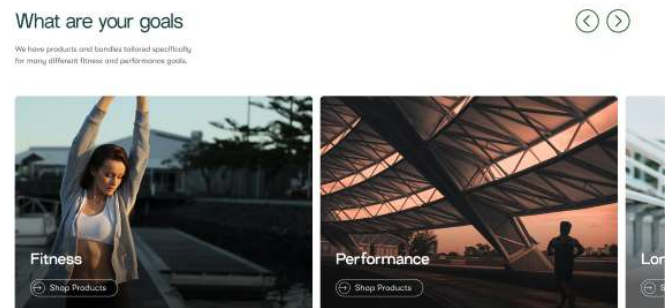 What are your goals
We have products and bundles tailored specifically
for many different fitness and performance goals.
Fitness
Shop Products
Performance
Shop Products